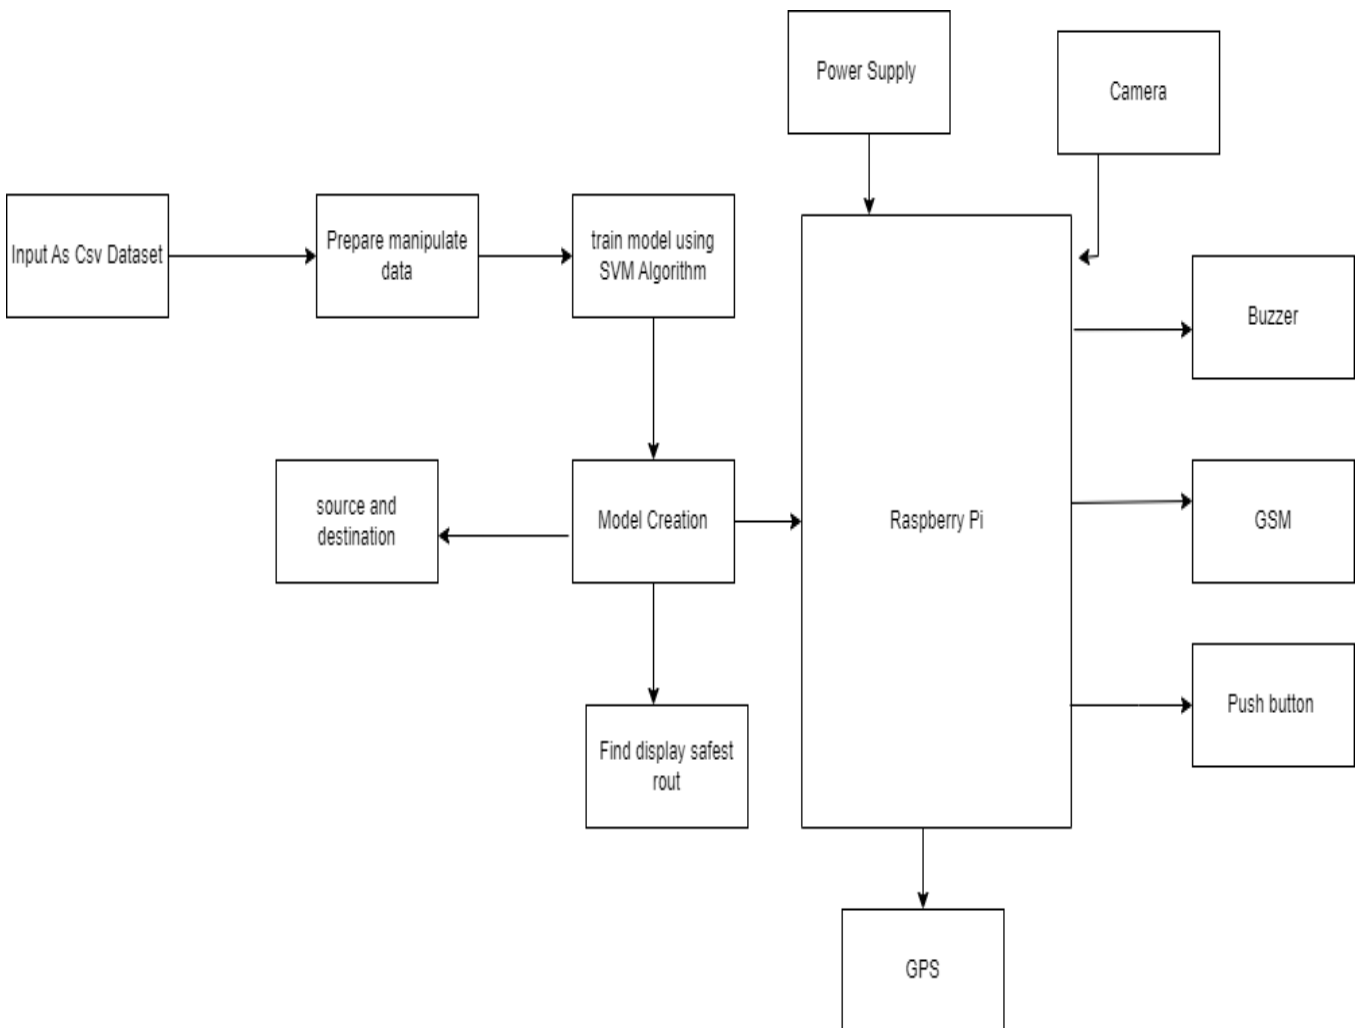 Power Supply
Camera
Input As Csv Dataset
Prepare manipulate
data
train model using
SVM Algorithm
Buzzer
source and
destination
Model Creation
Raspberry Pi
GSM
Find display safest
rout
Push button
GPS